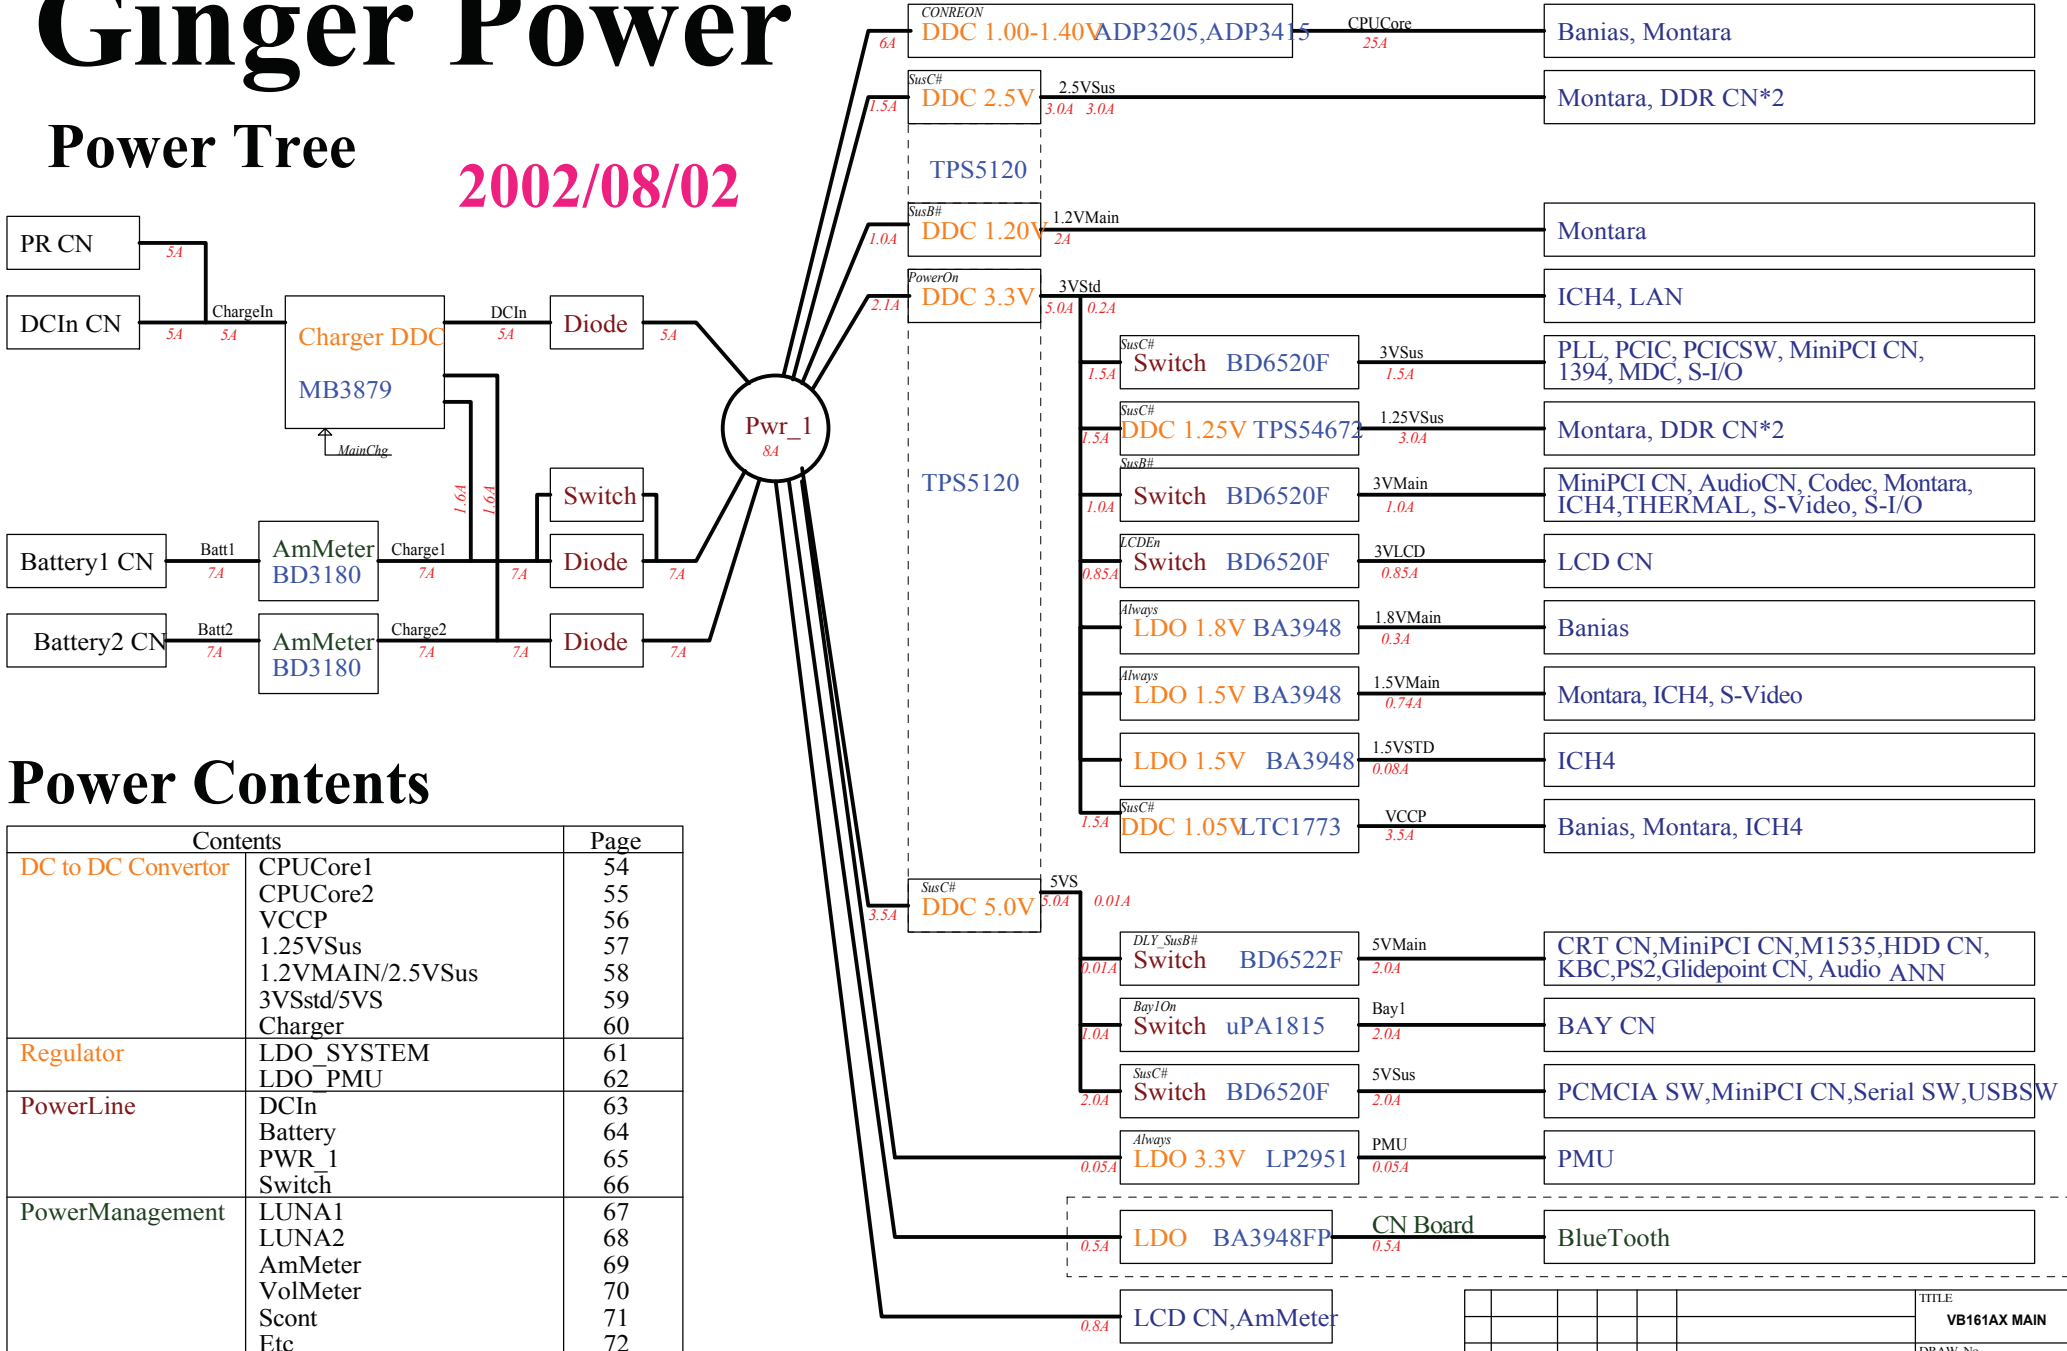 Ginger Power
Power Tree
2002/08/02
PR CN
5A
DCIn CN
5A
ChargeIn
5A
Charger DDC
MB3879
MainChg
DCIn
5A
Diode
5A
1.6A
1.6A
Switch
Battery1 CN
Batt1
7A
AmMeter
BD3180
Charge1
7A
7A
Diode
7A
Battery2 CN
Batt2
7A
AmMeter
BD3180
Charge2
7A
7A
Diode
7A
Pwr_1
8A
6A
CONREON
DDC 1.00-1.40V ADP3205,ADP3415
CPUCore
25A
Banias, Montara
1.5A
SusC#
DDC 2.5V
2.5VSus
3.0A 3.0A
Montara, DDR CN*2
TPS5120
1.0A
SusB#
DDC 1.20V
1.2VMain
2A
Montara
2.1A
PowerOn
DDC 3.3V
3VStd
5.0A 0.2A
ICH4, LAN
TPS5120
1.5A
SusC#
Switch BD6520F
3VSus
1.5A
PLL, PCIC, PCICSW, MiniPCI CN,
1394, MDC, S-I/O
1.5A
SusC#
DDC 1.25V TPS54672
1.25VSus
3.0A
Montara, DDR CN*2
1.0A
SusB#
Switch BD6520F
3VMain
1.0A
MiniPCI CN, AudioCN, Codec, Montara,
ICH4,THERMAL, S-Video, S-I/O
0.85A
LCDEn
Switch BD6520F
3VLCD
0.85A
LCD CN
Always
LDO 1.8V BA3948
1.8VMain
0.3A
Banias
Always
LDO 1.5V BA3948
1.5VMain
0.74A
Montara, ICH4, S-Video
LDO 1.5V BA3948
1.5VSTD
0.08A
ICH4
1.5A
SusC#
DDC 1.05V LTC1773
VCCP
3.5A
Banias, Montara, ICH4
3.5A
SusC#
DDC 5.0V
5VS
5.0A 0.01A
0.01A
DLY_SusB#
Switch BD6522F
5VMain
2.0A
CRT CN,MiniPCI CN,M1535,HDD CN,
KBC,PS2,Glidepoint CN, Audio ANN
1.0A
Bay1On
Switch uPA1815
Bay1
2.0A
BAY CN
2.0A
SusC#
Switch BD6520F
5VSus
2.0A
PCMCIA SW,MiniPCI CN,Serial SW,USBSW
0.05A
Always
LDO 3.3V LP2951
PMU
0.05A
PMU
0.5A
LDO BA3948FP
CN Board
0.5A
BlueTooth
0.8A
LCD CN,AmMeter
Power Contents
Contents Page
DC to DC Convertor CPUCore1 54
CPUCore2 55
VCCP 56
1.25VSus 57
1.2VMAIN/2.5VSus 58
3VSstd/5VS 59
Charger 60
Regulator LDO_SYSTEM 61
LDO_PMU 62
PowerLine DCIn 63
Battery 64
PWR_1 65
Switch 66
PowerManagement LUNA1 67
LUNA2 68
AmMeter 69
VolMeter 70
Scont 71
Etc 72
TITLE
VB161AX MAIN
DRAW. No.